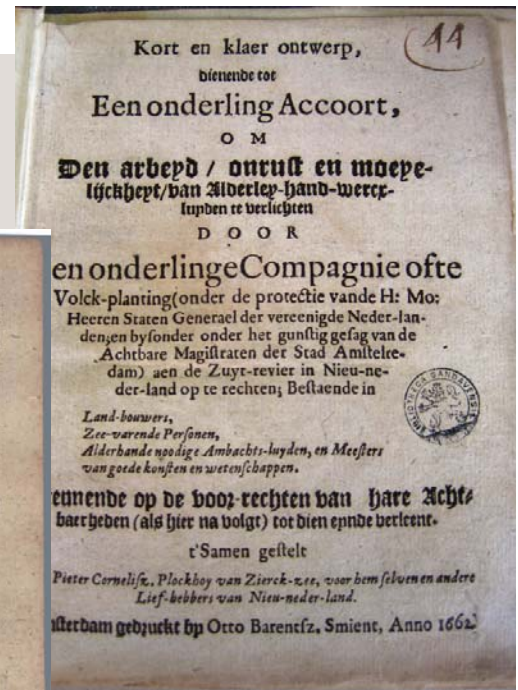 44
Kort en klaer ontwerp,
dienende tot
Een onderling Accoort,
O M
Den arbeyd / onrust en moeye-
lijckheyt/van Alderley-hand-wercx-
luyden te verlichten
D O O R
en onderlinge Compagnie ofte
Volck-planting (onder de protectie vande H: Mo:
Heeren Staten Generael der vereenigde Neder-lan-
den; en bysonder onder het gunstig gesag van de
Achtbare Magistraten der Stad Amstelre-
dam) aen de Zuyt-revier in Nieu-ne-
der-land op te rechten; Bestaende in
Land-bouwers,
Zee-varende Personen,
Alderhande noodige Ambachts-luyden, en Meesters
van goede konsten en wetenschappen.
eunende op de voor-rechten van hare Acht-
baerheden (als hier na volgt) tot dien eynde verleent.
t'Samen gestelt
Pieter Cornelisz. Plockhoy van Zierck-zee, voor hem selven en andere
Lief-hebbers van Nieu-neder-land.
sterdam gedruckt by Otto Barentsz. Smient, Anno 1662
BIBLIOTHECA GANDAVENSIS